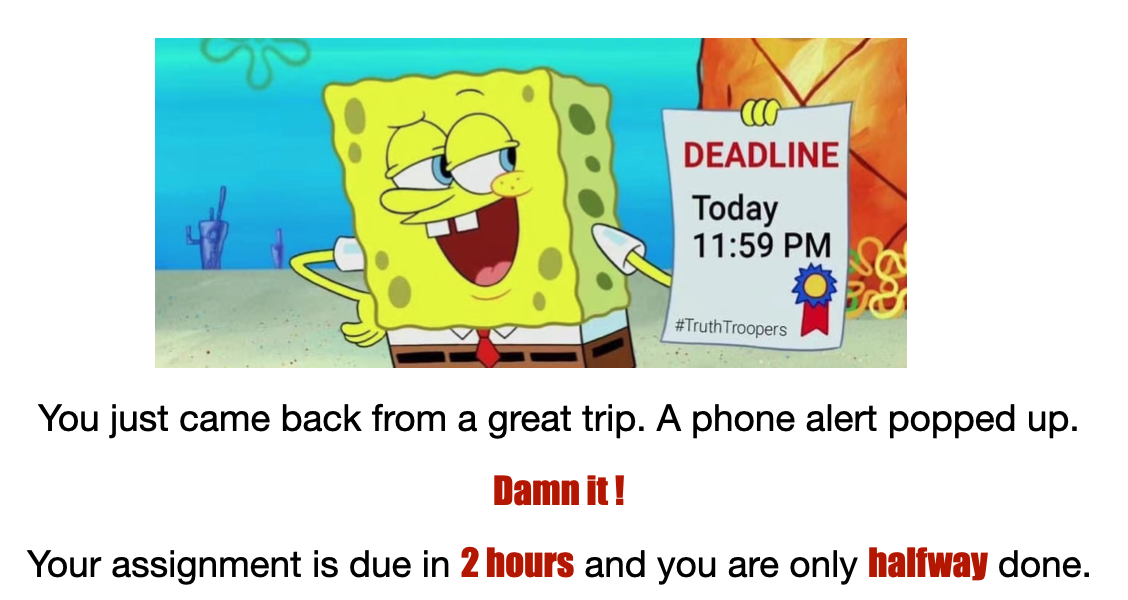 DEADLINE
Today
11:59 PM
#TruthTroopers
You just came back from a great trip. A phone alert popped up.
Damn it !
Your assignment is due in 2 hours and you are only halfway done.